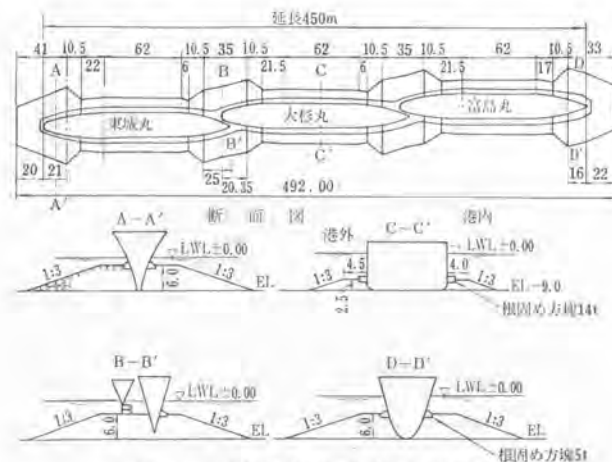 延長450m
41 10.5 62 10.5 35 10.5 62 10.5 35 10.5 62 10.5 33
A 22 6 B 21.5 C 6 21.5 17 D
東城丸 大杉丸 富島丸
B' C' D'
20 21 25 20.35 16 22
A' 492.00
断面図
A-A' 港外 C-C' 港内
LWL±0.00 LWL±0.00
1:3 6.0 1:3 EL 1:3 4.5 4.0 1:3 EL-9.0
2.5 根固め方塊14t
B-B' D-D'
LWL±0.00 LWL±0.00
1:3 6.0 1:3 EL 1:3 6.0 1:3 EL
根固め方塊5t